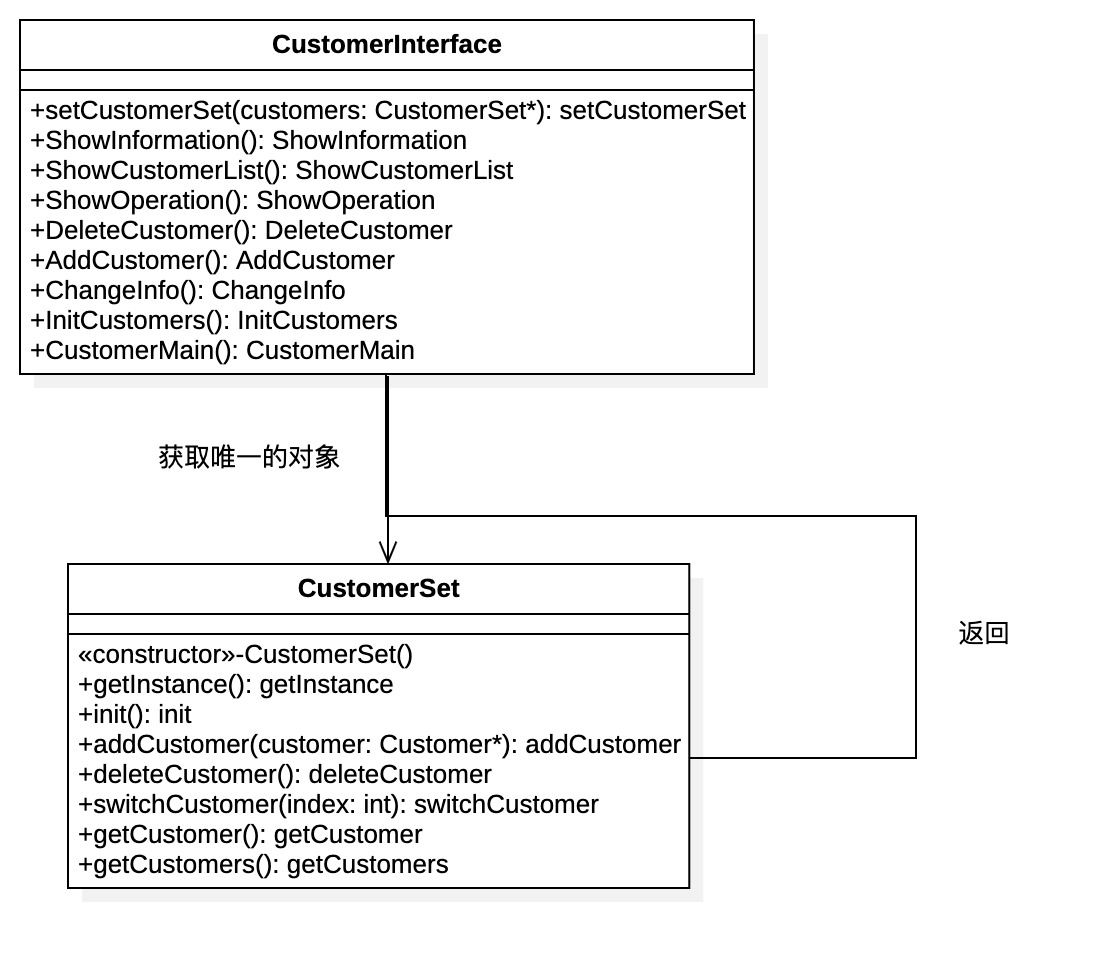 CustomerInterface
+setCustomerSet(customers: CustomerSet*): setCustomerSet
+ShowInformation(): ShowInformation
+ShowCustomerList(): ShowCustomerList
+ShowOperation(): ShowOperation
+DeleteCustomer(): DeleteCustomer
+AddCustomer(): AddCustomer
+ChangeInfo(): ChangeInfo
+InitCustomers(): InitCustomers
+CustomerMain(): CustomerMain
获取唯一的对象
CustomerSet
«constructor»-CustomerSet()
+getInstance(): getInstance
+init(): init
+addCustomer(customer: Customer*): addCustomer
+deleteCustomer(): deleteCustomer
+switchCustomer(index: int): switchCustomer
+getCustomer(): getCustomer
+getCustomers(): getCustomers
返回